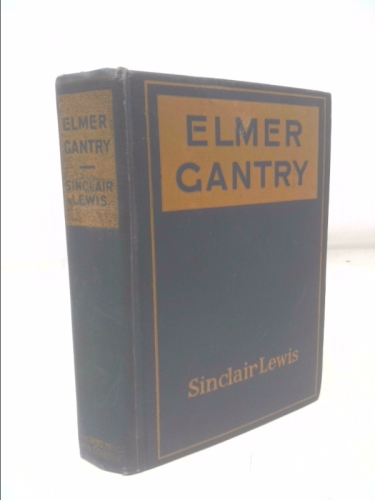 ELMER
GANTRY
SINCLAIR
LEWIS
ELMER
GANTRY
Sinclair Lewis